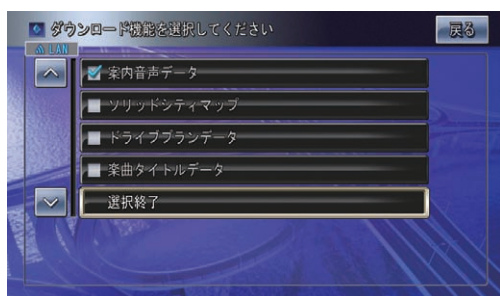 ダウンロード機能を選択してください
戻る
LAN
案内音声データ
ソリッドシティマップ
ドライブプランデータ
楽曲タイトルデータ
選択終了